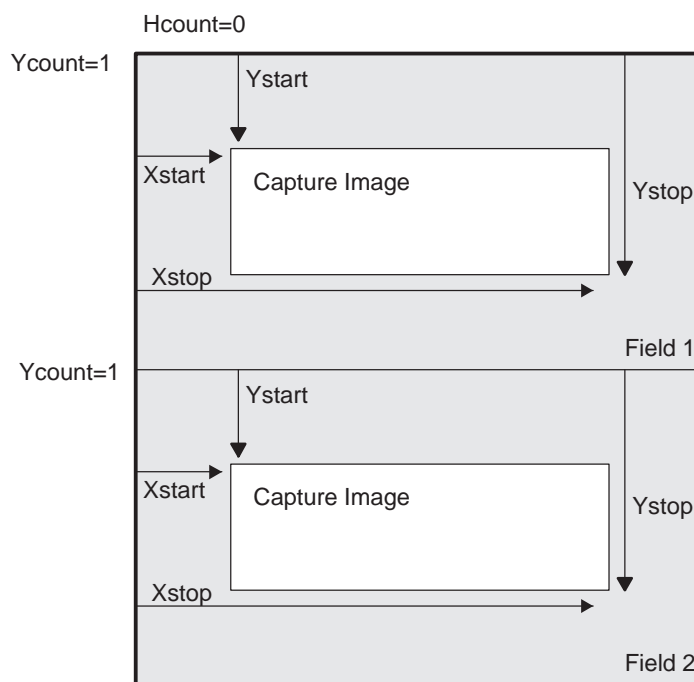 Hcount=0
Ycount=1
Ystart
Xstart
Capture Image
Ystop
Xstop
Field 1
Ycount=1
Ystart
Xstart
Capture Image
Ystop
Xstop
Field 2